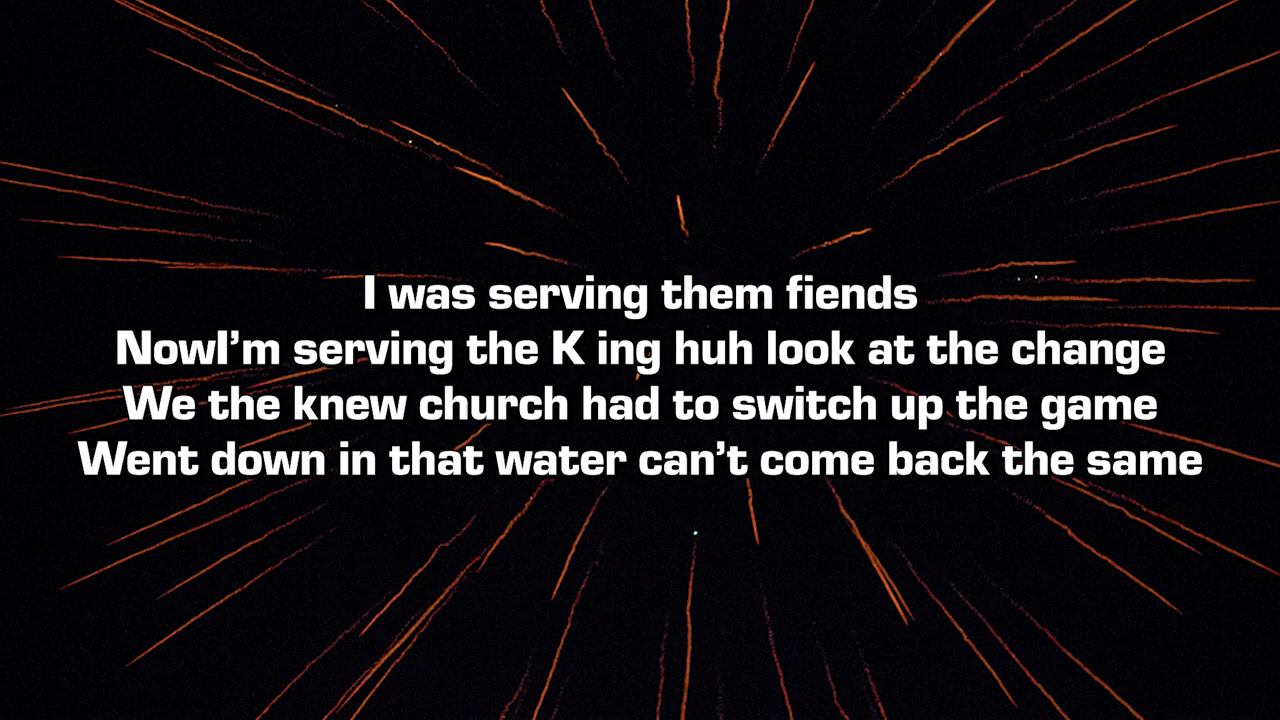 I was serving them fiends
NowI’m serving the K ing huh look at the change
We the knew church had to switch up the game
Went down in that water can’t come back the same